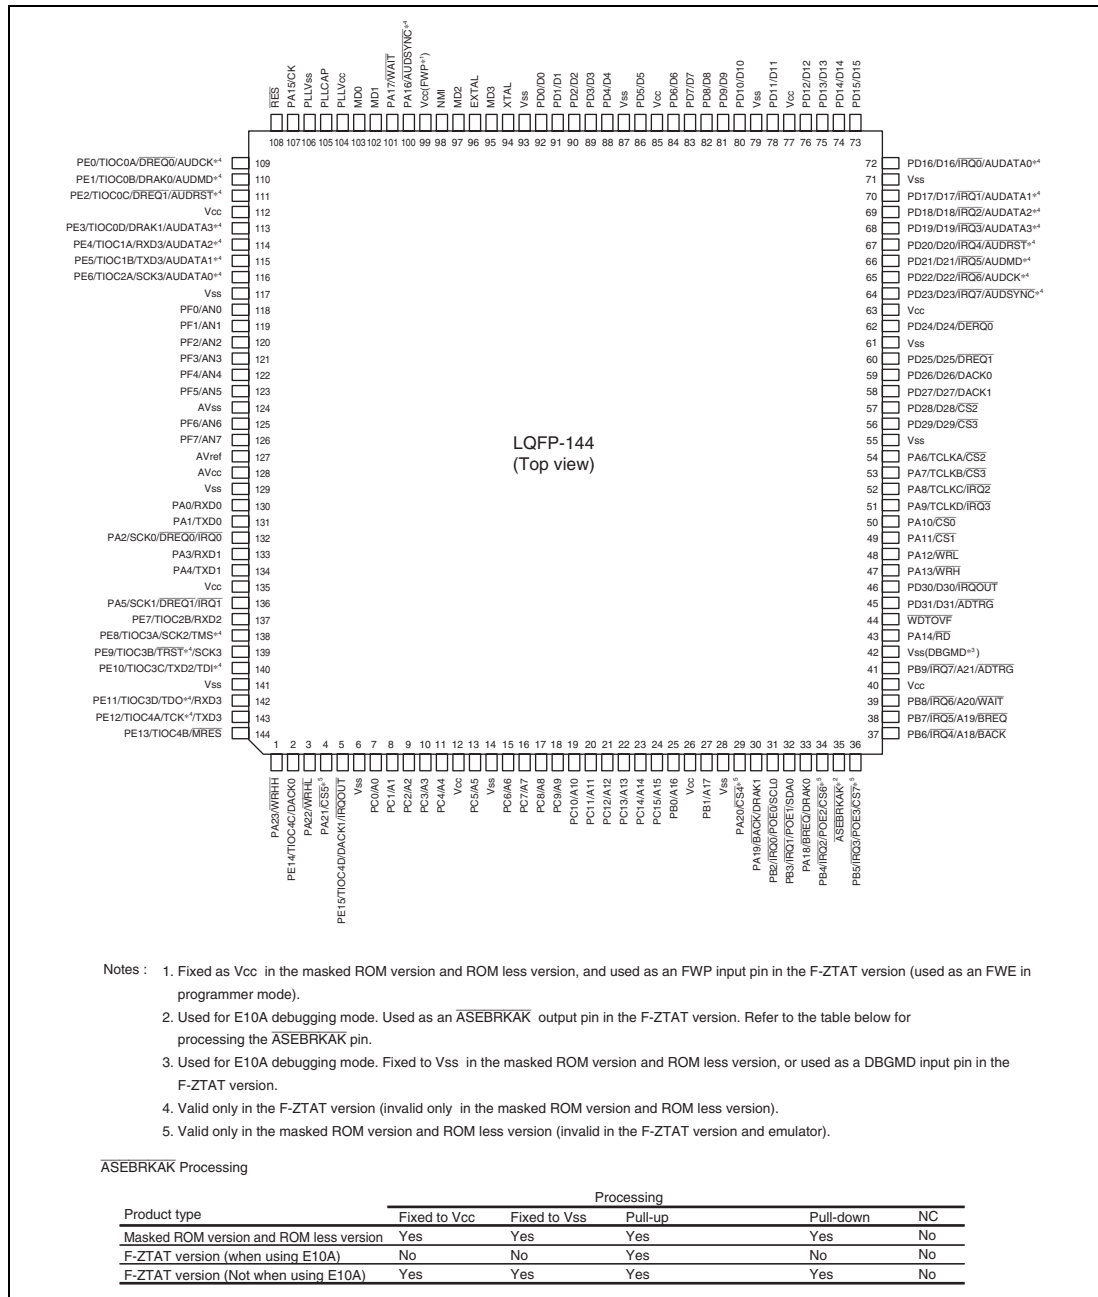 RES
PA15/CK
PLLVss
PLLCAP
PLLVcc
MD0
MD1
PA17/WAIT
PA16/AUDSYNC*4
Vcc(FWP*1)
NMI
MD2
EXTAL
MD3
XTAL
Vss
PD0/D0
PD1/D1
PD2/D2
PD3/D3
PD4/D4
Vss
PD5/D5
Vcc
PD6/D6
PD7/D7
PD8/D8
PD9/D9
PD10/D10
Vss
PD11/D11
Vcc
PD12/D12
PD13/D13
PD14/D14
PD15/D15
108 107 106 105 104 103 102 101 100 99 98 97 96 95 94 93 92 91 90 89 88 87 86 85 84 83 82 81 80 79 78 77 76 75 74 73
PE0/TIOC0A/DREQ0/AUDCK*4 109
PE1/TIOC0B/DRAK0/AUDMD*4 110
PE2/TIOC0C/DREQ1/AUDRST*4 111
Vcc 112
PE3/TIOC0D/DRAK1/AUDATA3*4 113
PE4/TIOC1A/RXD3/AUDATA2*4 114
PE5/TIOC1B/TXD3/AUDATA1*4 115
PE6/TIOC2A/SCK3/AUDATA0*4 116
Vss 117
PF0/AN0 118
PF1/AN1 119
PF2/AN2 120
PF3/AN3 121
PF4/AN4 122
PF5/AN5 123
AVss 124
PF6/AN6 125
PF7/AN7 126
AVref 127
AVcc 128
Vss 129
PA0/RXD0 130
PA1/TXD0 131
PA2/SCK0/DREQ0/IRQ0 132
PA3/RXD1 133
PA4/TXD1 134
Vcc 135
PA5/SCK1/DREQ1/IRQ1 136
PE7/TIOC2B/RXD2 137
PE8/TIOC3A/SCK2/TMS*4 138
PE9/TIOC3B/TRST*4/SCK3 139
PE10/TIOC3C/TXD2/TDI*4 140
Vss 141
PE11/TIOC3D/TDO*4/RXD3 142
PE12/TIOC4A/TCK*4/TXD3 143
PE13/TIOC4B/MRES 144
LQFP-144
(Top view)
72 PD16/D16/IRQ0/AUDATA0*4
71 Vss
70 PD17/D17/IRQ1/AUDATA1*4
69 PD18/D18/IRQ2/AUDATA2*4
68 PD19/D19/IRQ3/AUDATA3*4
67 PD20/D20/IRQ4/AUDRST*4
66 PD21/D21/IRQ5/AUDMD*4
65 PD22/D22/IRQ6/AUDCK*4
64 PD23/D23/IRQ7/AUDSYNC*4
63 Vcc
62 PD24/D24/DERQ0
61 Vss
60 PD25/D25/DREQ1
59 PD26/D26/DACK0
58 PD27/D27/DACK1
57 PD28/D28/CS2
56 PD29/D29/CS3
55 Vss
54 PA6/TCLKA/CS2
53 PA7/TCLKB/CS3
52 PA8/TCLKC/IRQ2
51 PA9/TCLKD/IRQ3
50 PA10/CS0
49 PA11/CS1
48 PA12/WRL
47 PA13/WRH
46 PD30/D30/IRQOUT
45 PD31/D31/ADTRG
44 WDTOVF
43 PA14/RD
42 Vss(DBGMD*3)
41 PB9/IRQ7/A21/ADTRG
40 Vcc
39 PB8/IRQ6/A20/WAIT
38 PB7/IRQ5/A19/BREQ
37 PB6/IRQ4/A18/BACK
1 2 3 4 5 6 7 8 9 10 11 12 13 14 15 16 17 18 19 20 21 22 23 24 25 26 27 28 29 30 31 32 33 34 35 36
PA23/WRHH
PE14/TIOC4C/DACK0
PA22/WRHL
PA21/CS5*5
PE15/TIOC4D/DACK1/IRQOUT
Vss
PC0/A0
PC1/A1
PC2/A2
PC3/A3
PC4/A4
Vcc
PC5/A5
Vss
PC6/A6
PC7/A7
PC8/A8
PC9/A9
PC10/A10
PC11/A11
PC12/A12
PC13/A13
PC14/A14
PC15/A15
PB0/A16
Vcc
PB1/A17
Vss
PA20/CS4*5
PA19/BACK/DRAK1
PB2/IRQ0/POE0/SCL0
PB3/IRQ1/POE1/SDA0
PA18/BREQ/DRAK0
PB4/IRQ2/POE2/CS6*5
ASEBRKAK*2
PB5/IRQ3/POE3/CS7*5
Notes : 1. Fixed as Vcc in the masked ROM version and ROM less version, and used as an FWP input pin in the F-ZTAT version (used as an FWE in
programmer mode).
2. Used for E10A debugging mode. Used as an ASEBRKAK output pin in the F-ZTAT version. Refer to the table below for
processing the ASEBRKAK pin.
3. Used for E10A debugging mode. Fixed to Vss in the masked ROM version and ROM less version, or used as a DBGMD input pin in the
F-ZTAT version.
4. Valid only in the F-ZTAT version (invalid only in the masked ROM version and ROM less version).
5. Valid only in the masked ROM version and ROM less version (invalid in the F-ZTAT version and emulator).
ASEBRKAK Processing
Processing
Product type Fixed to Vcc Fixed to Vss Pull-up Pull-down NC
Masked ROM version and ROM less version Yes Yes Yes Yes No
F-ZTAT version (when using E10A) No No Yes No No
F-ZTAT version (Not when using E10A) Yes Yes Yes Yes No